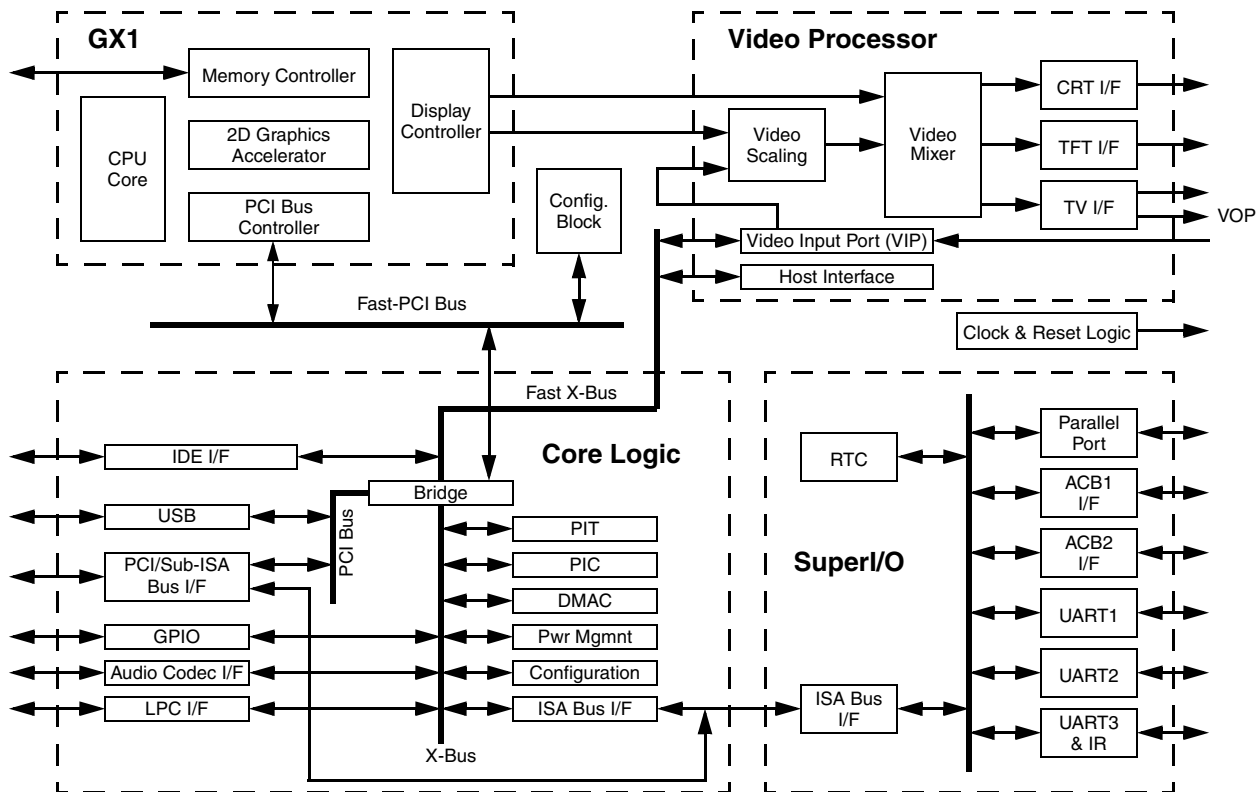 GX1
Memory Controller
CPU
Core
2D Graphics
Accelerator
PCI Bus
Controller
Display
Controller
Config.
Block
Fast-PCI Bus
Video Processor
Video
Scaling
Video
Mixer
CRT I/F
TFT I/F
TV I/F
VOP
Video Input Port (VIP)
Host Interface
Clock & Reset Logic
Fast X-Bus
Core Logic
IDE I/F
Bridge
USB
PCI Bus
PCI/Sub-ISA
Bus I/F
GPIO
Audio Codec I/F
LPC I/F
PIT
PIC
DMAC
Pwr Mgmnt
Configuration
ISA Bus I/F
X-Bus
SuperI/O
RTC
ISA Bus
I/F
Parallel
Port
ACB1
I/F
ACB2
I/F
UART1
UART2
UART3
& IR